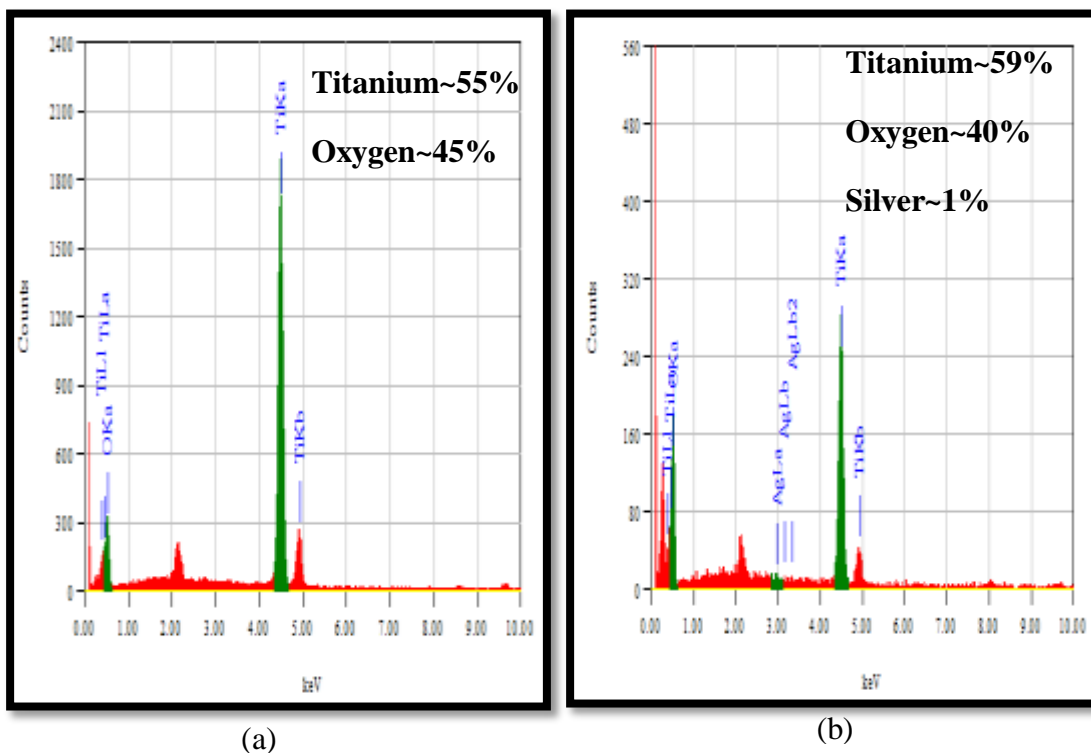 2400
2100
1800
1500
1200
900
600
300
0
Counts
0.00 1.00 2.00 3.00 4.00 5.00 6.00 7.00 8.00 9.00 10.00
keV
TiLl TiLa
OKa
TiKa
TiKb
Titanium~55%
Oxygen~45%
(a)
560
480
400
320
240
160
80
0
Counts
0.00 1.00 2.00 3.00 4.00 5.00 6.00 7.00 8.00 9.00 10.00
keV
TiLl
AgLa
AgLb
AgLb2
TiKa
TiKb
Titanium~59%
Oxygen~40%
Silver~1%
(b)